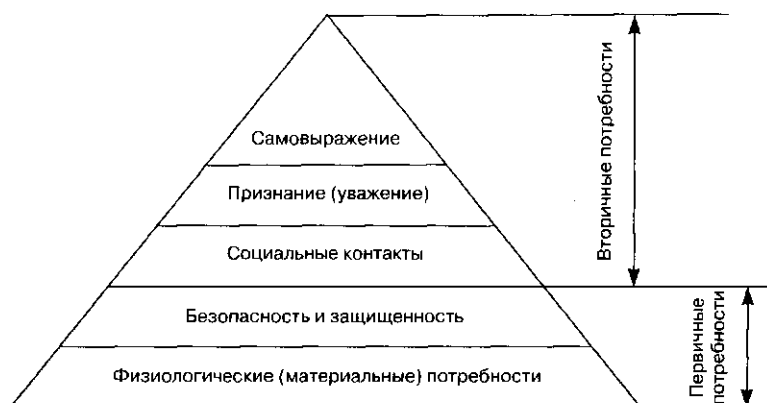 Самовыражение
Признание (уважение)
Социальные контакты
Безопасность и защищенность
Физиологические (материальные) потребности
Вторичные потребности
Первичные
потребности